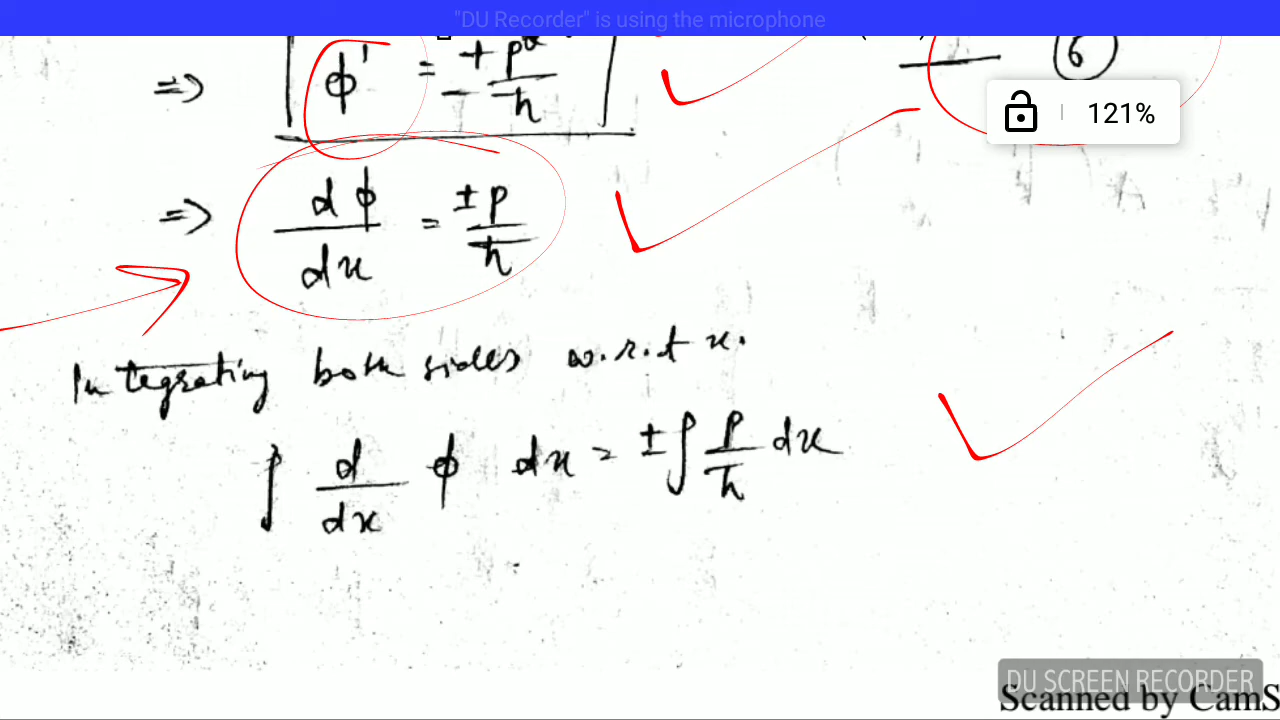 "DU Recorder" is using the microphone
=> ϕ' = ± p / ħ
6
121%
=> dϕ / dx = ± p / ħ
Integrating both sides w.r.t x.
∫ d / dx ϕ dx = ± ∫ p / ħ dx
DU SCREEN RECORDER
Scanned by CamS